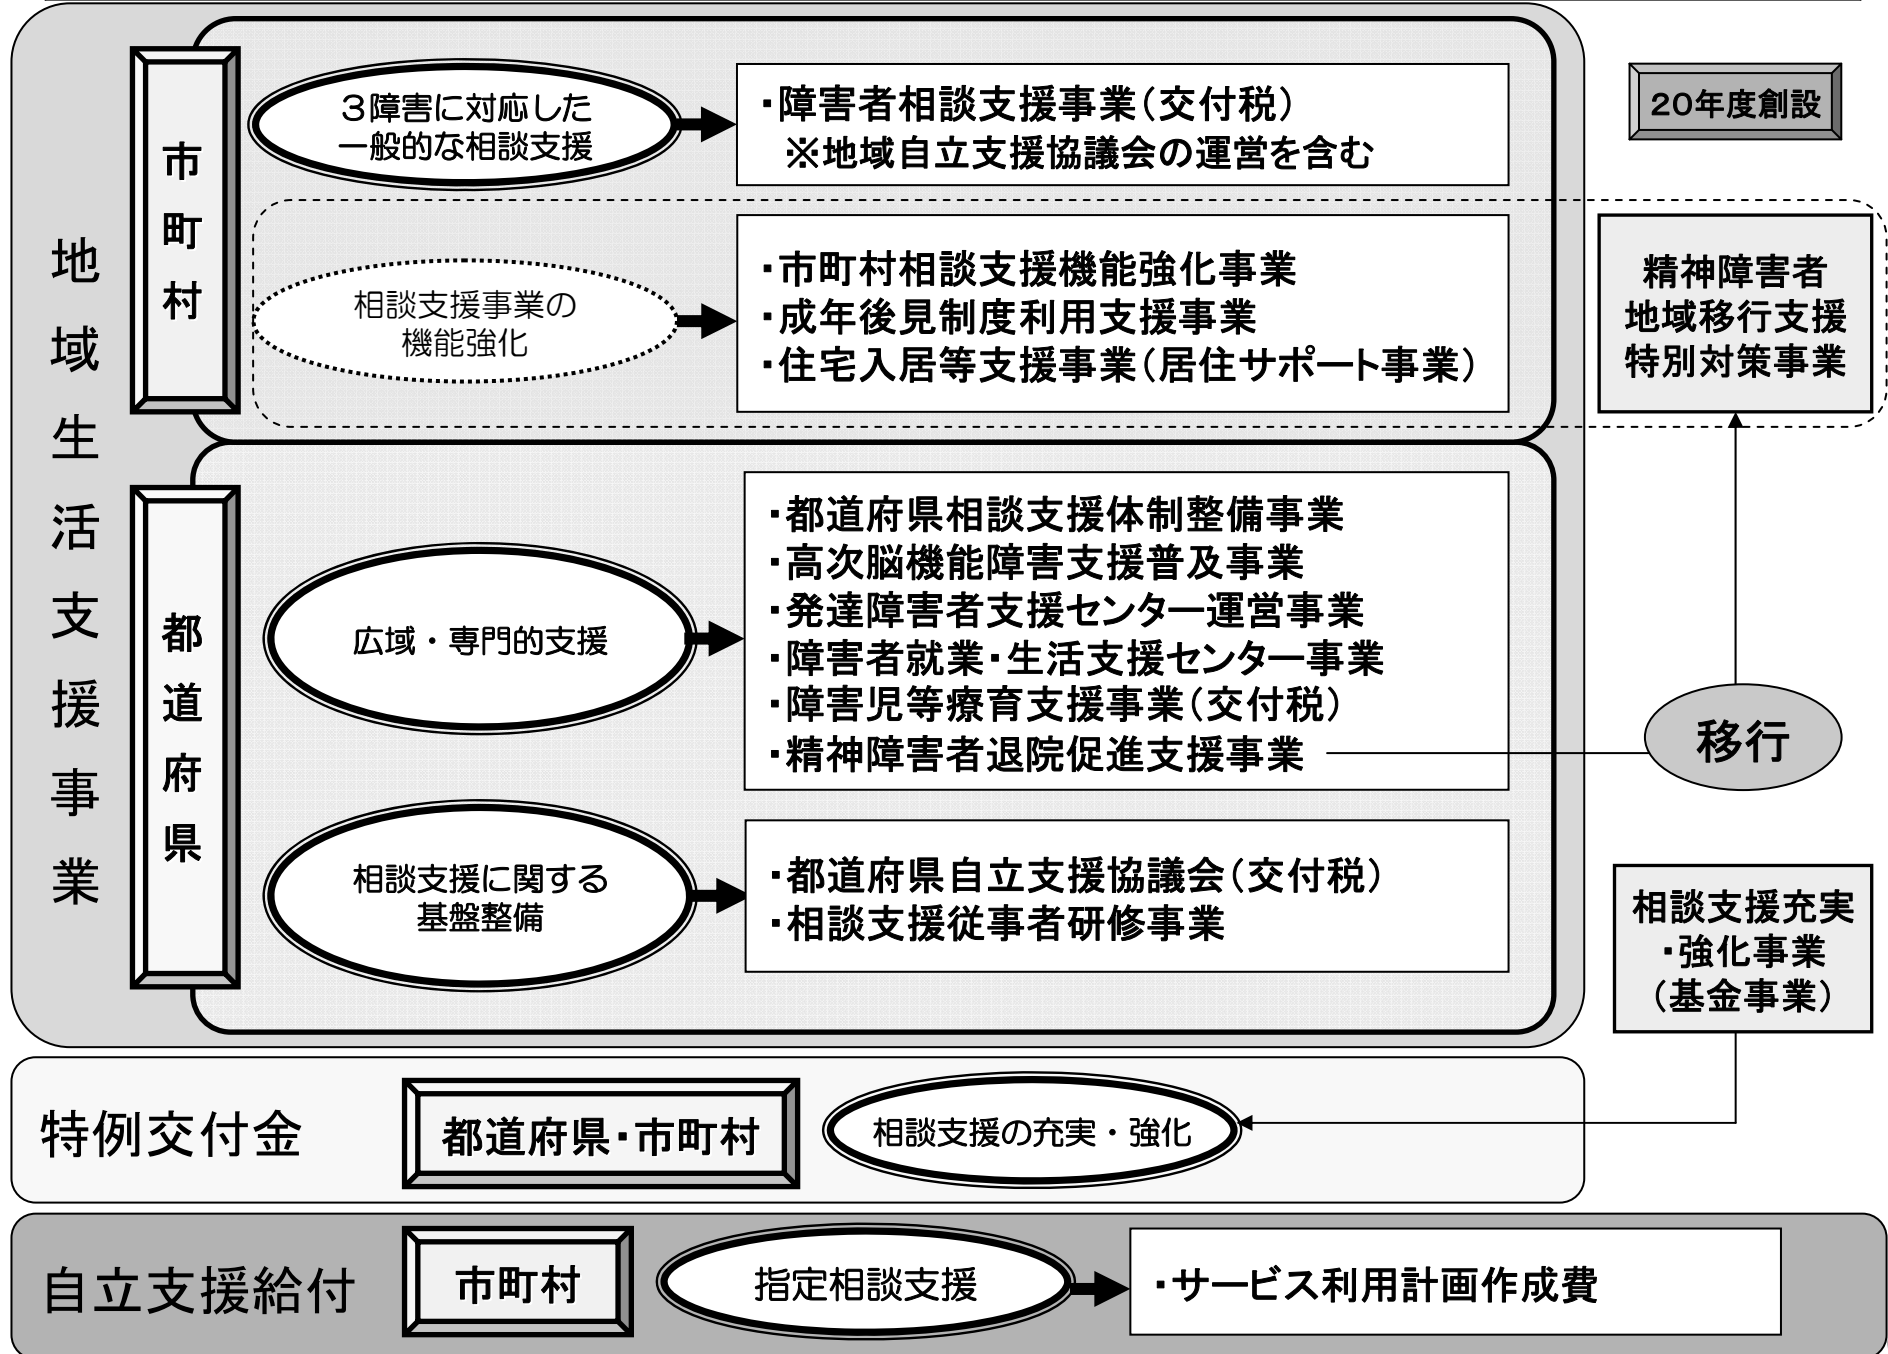 地域生活支援事業
市町村
３障害に対応した
一般的な相談支援
・障害者相談支援事業（交付税）
※地域自立支援協議会の運営を含む
20年度創設
相談支援事業の
機能強化
・市町村相談支援機能強化事業
・成年後見制度利用支援事業
・住宅入居等支援事業（居住サポート事業）
精神障害者
地域移行支援
特別対策事業
都道府県
広域・専門的支援
・都道府県相談支援体制整備事業
・高次脳機能障害支援普及事業
・発達障害者支援センター運営事業
・障害者就業・生活支援センター事業
・障害児等療育支援事業（交付税）
・精神障害者退院促進支援事業
移行
相談支援に関する
基盤整備
・都道府県自立支援協議会（交付税）
・相談支援従事者研修事業
相談支援充実
・強化事業
（基金事業）
特例交付金
都道府県・市町村
相談支援の充実・強化
自立支援給付
市町村
指定相談支援
・サービス利用計画作成費